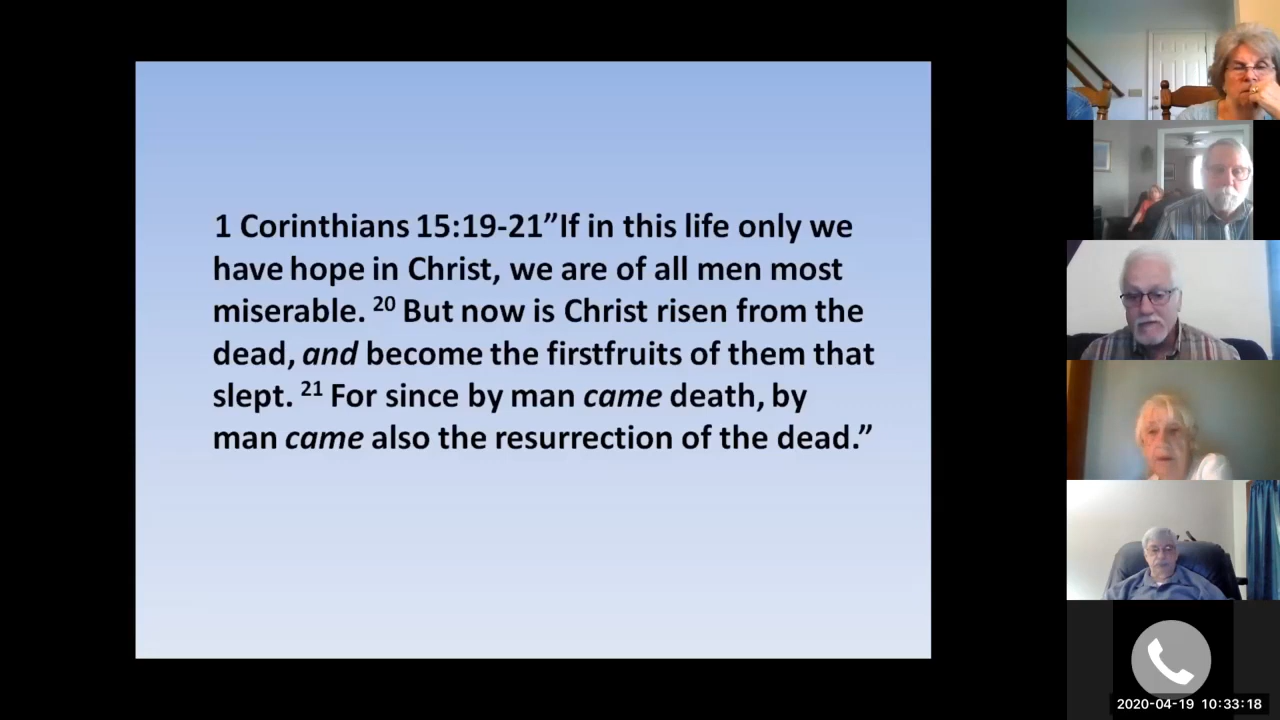 1 Corinthians 15:19-21”If in this life only we
have hope in Christ, we are of all men most
miserable. 20 But now is Christ risen from the
dead, and become the firstfruits of them that
slept. 21 For since by man came death, by
man came also the resurrection of the dead.”
2020-04-19 10:33:18